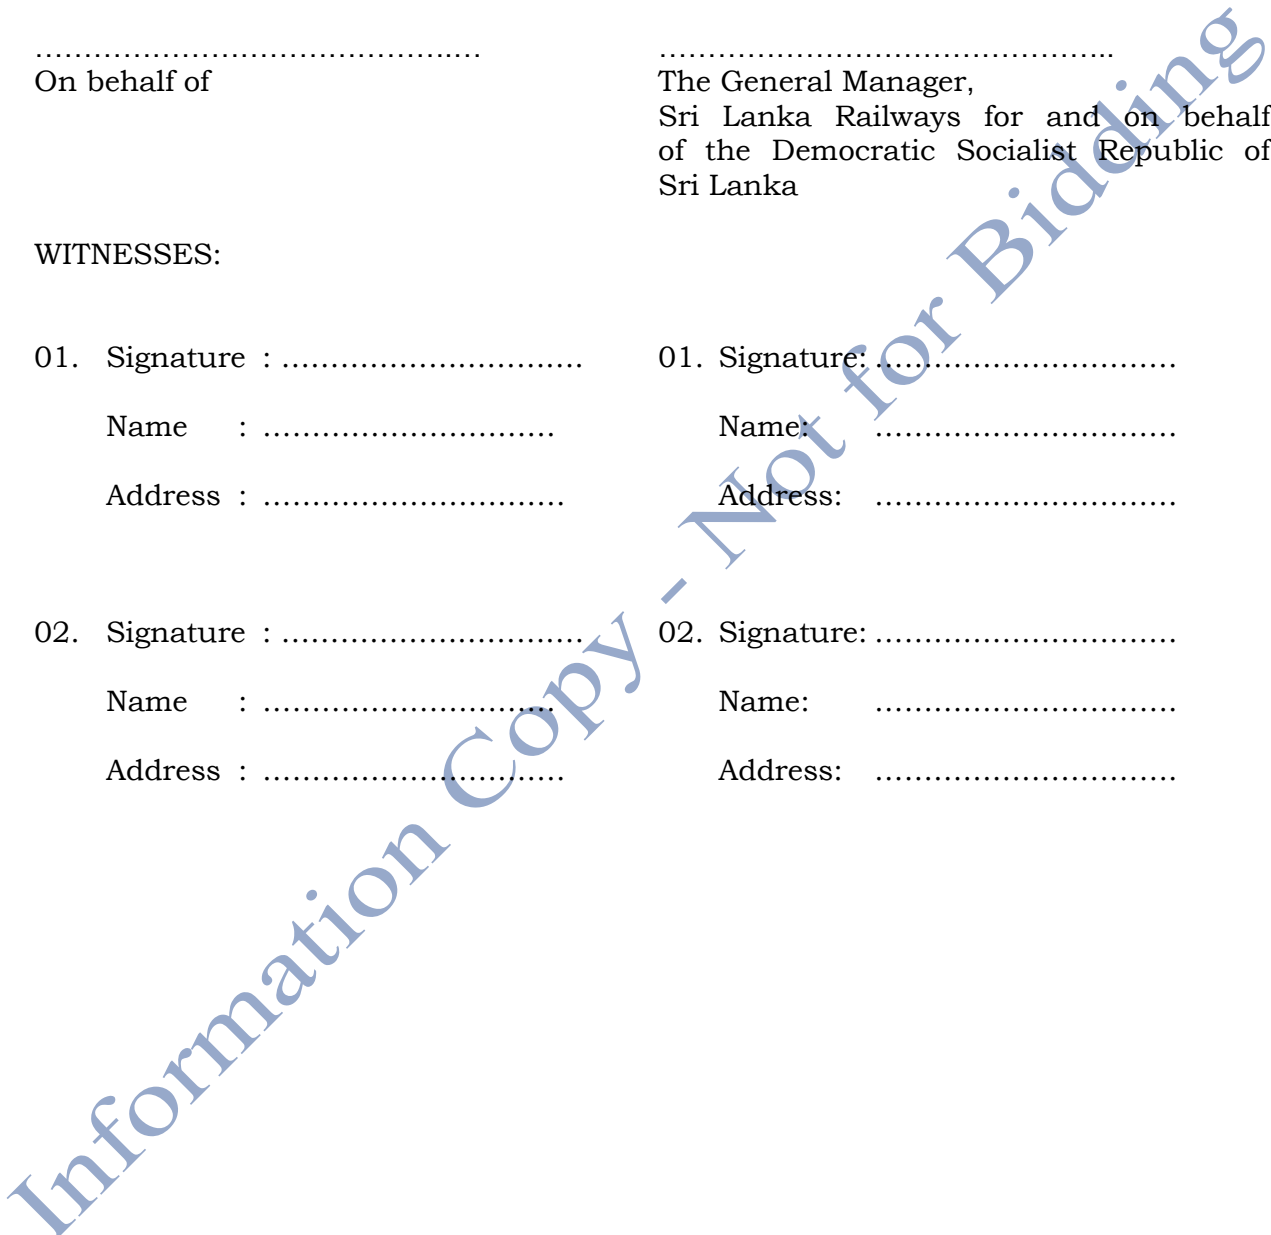 ……………………………………….… ………………………………………..
On behalf of The General Manager,
Sri Lanka Railways for and on behalf
of the Democratic Socialist Republic of
Sri Lanka
WITNESSES:
01. Signature : …………………………. 01. Signature: ………………………….
Name : ………………………… Name: ………………………….
Address : …………………………. Address: ………………………….
02. Signature : …………………………. 02. Signature: ………………………….
Name : ………………………… Name: ………………………….
Address : …………………………. Address: ………………………….
Information Copy - Not for Bidding